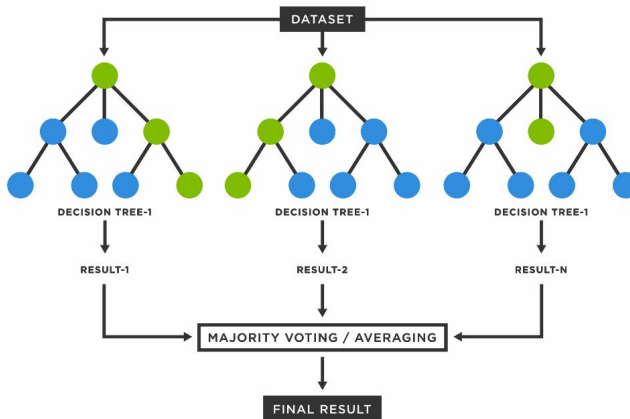 DATASET
DECISION TREE-1
DECISION TREE-1
DECISION TREE-1
RESULT-1
RESULT-2
RESULT-N
MAJORITY VOTING / AVERAGING
FINAL RESULT